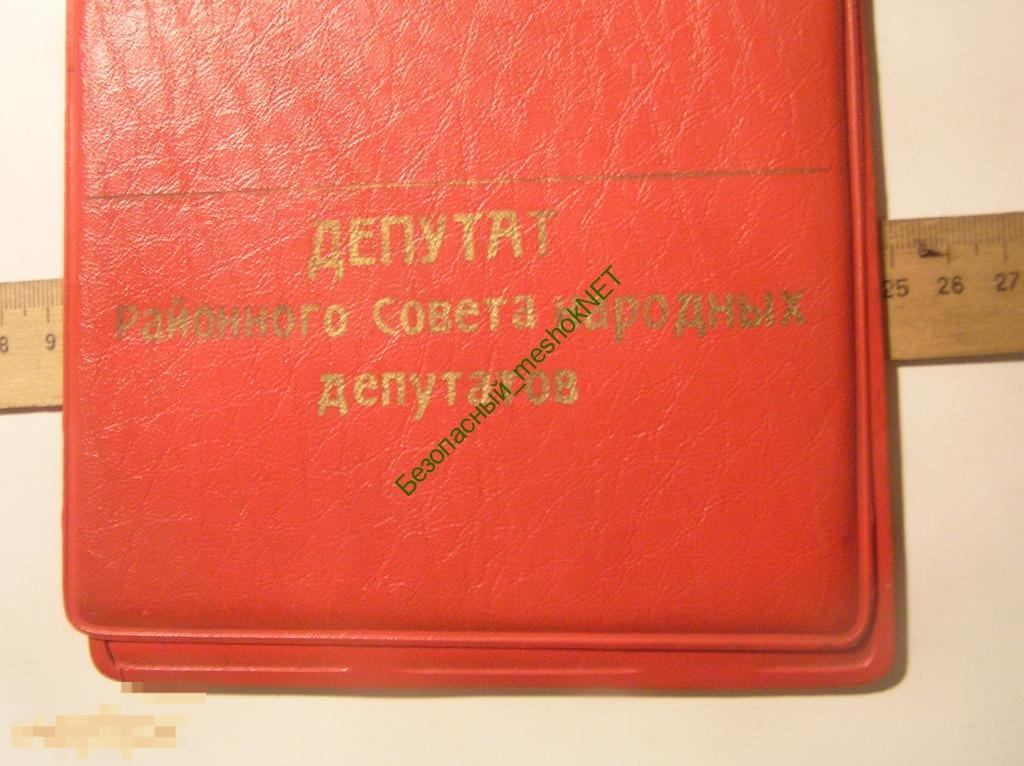 ДЕПУТАТ
районного Совета народных
депутатов
Безопасный_meshokNET
8 9
25 26 27